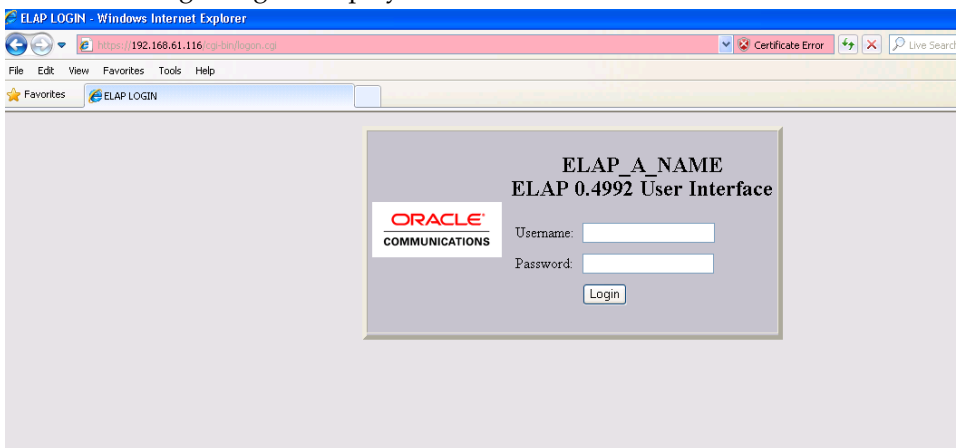 ELAP LOGIN - Windows Internet Explorer
https://192.168.61.116/cgi-bin/logon.cgi
Certificate Error
Live Search
File Edit View Favorites Tools Help
Favorites
ELAP LOGIN
ELAP_A_NAME
ELAP 0.4992 User Interface
ORACLE
COMMUNICATIONS
Username:
Password:
Login